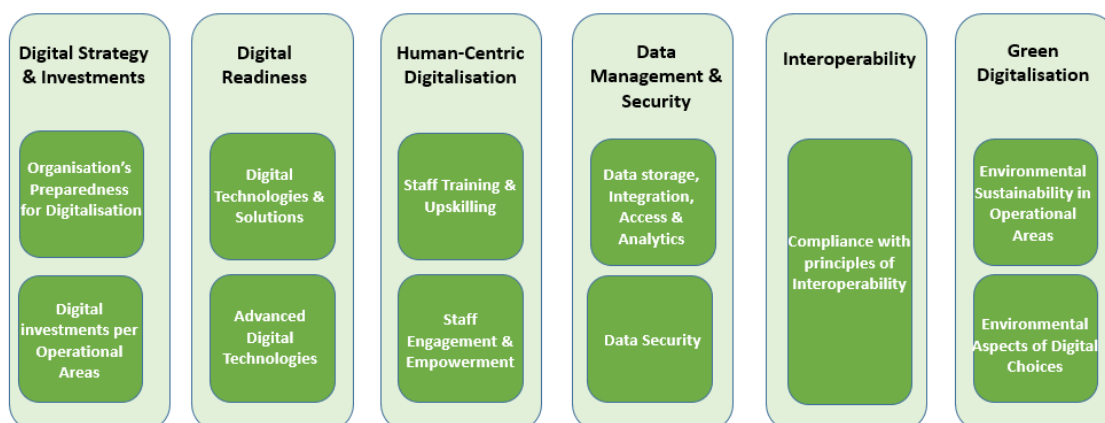 Digital Strategy
& Investments
Organisation's
Preparedness
for Digitalisation
Digital
investments per
Operational
Areas
Digital
Readiness
Digital
Technologies &
Solutions
Advanced
Digital
Technologies
Human-Centric
Digitalisation
Staff Training &
Upskilling
Staff
Engagement &
Empowerment
Data
Management &
Security
Data storage,
Integration,
Access &
Analytics
Data Security
Interoperability
Compliance with
principles of
Interoperability
Green
Digitalisation
Environmental
Sustainability in
Operational
Areas
Environmental
Aspects of Digital
Choices